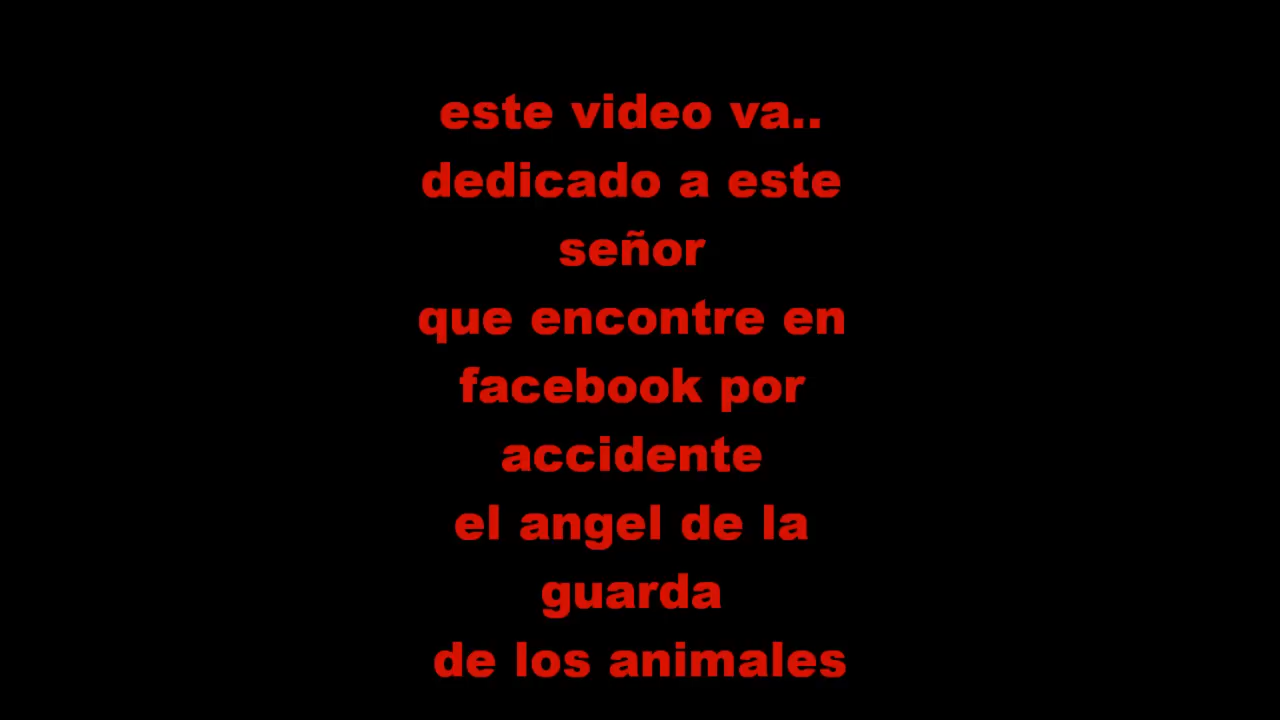 este video va..
dedicado a este
señor
que encontre en
facebook por
accidente
el angel de la
guarda
de los animales